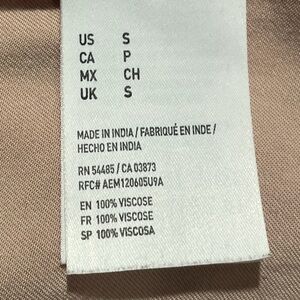 US S
CA P
MX CH
UK S
MADE IN INDIA / FABRIQUÉ EN INDE /
HECHO EN INDIA
RN 54485 / CA 03873
RFC# AEM120605U9A
EN 100% VISCOSE
FR 100% VISCOSE
SP 100% VISCOSA